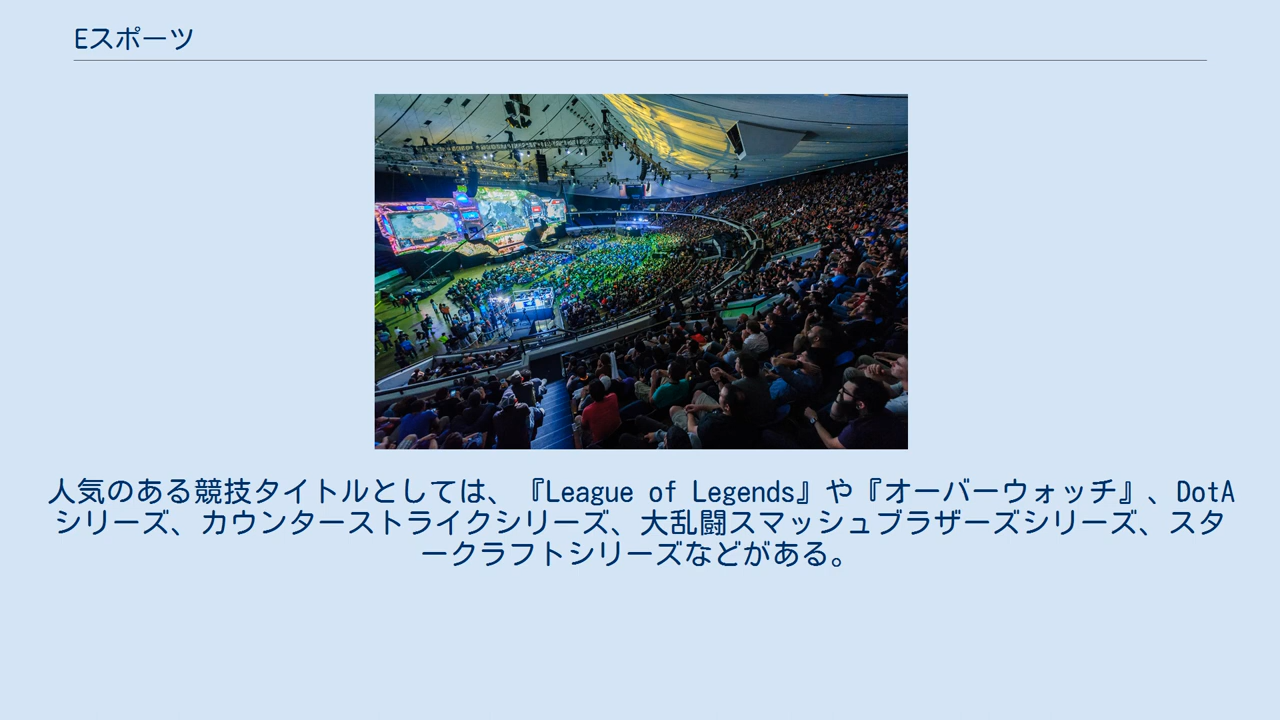 Eスポーツ
人気のある競技タイトルとしては、『League of Legends』や『オーバーウォッチ』、DotA
シリーズ、カウンターストライクシリーズ、大乱闘スマッシュブラザーズシリーズ、スタ
ークラフトシリーズなどがある。